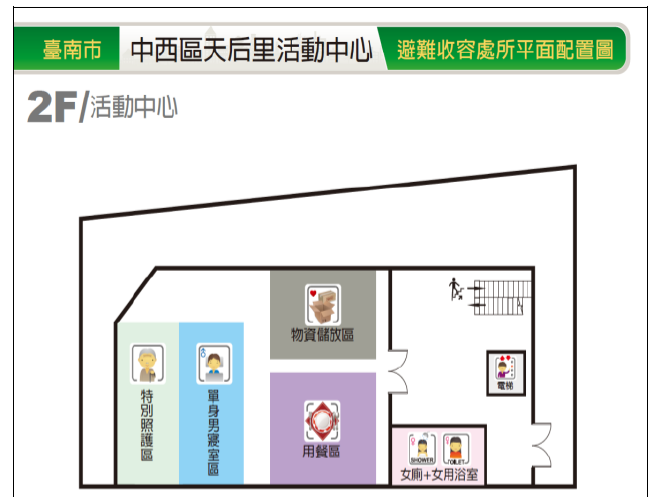 臺南市 中西區天后里活動中心 避難收容處所平面配置圖
2F/活動中心
物資儲放區
特別照護區
單身男寢室區
用餐區
電梯
SHOWER TOILET
女廁+女用浴室